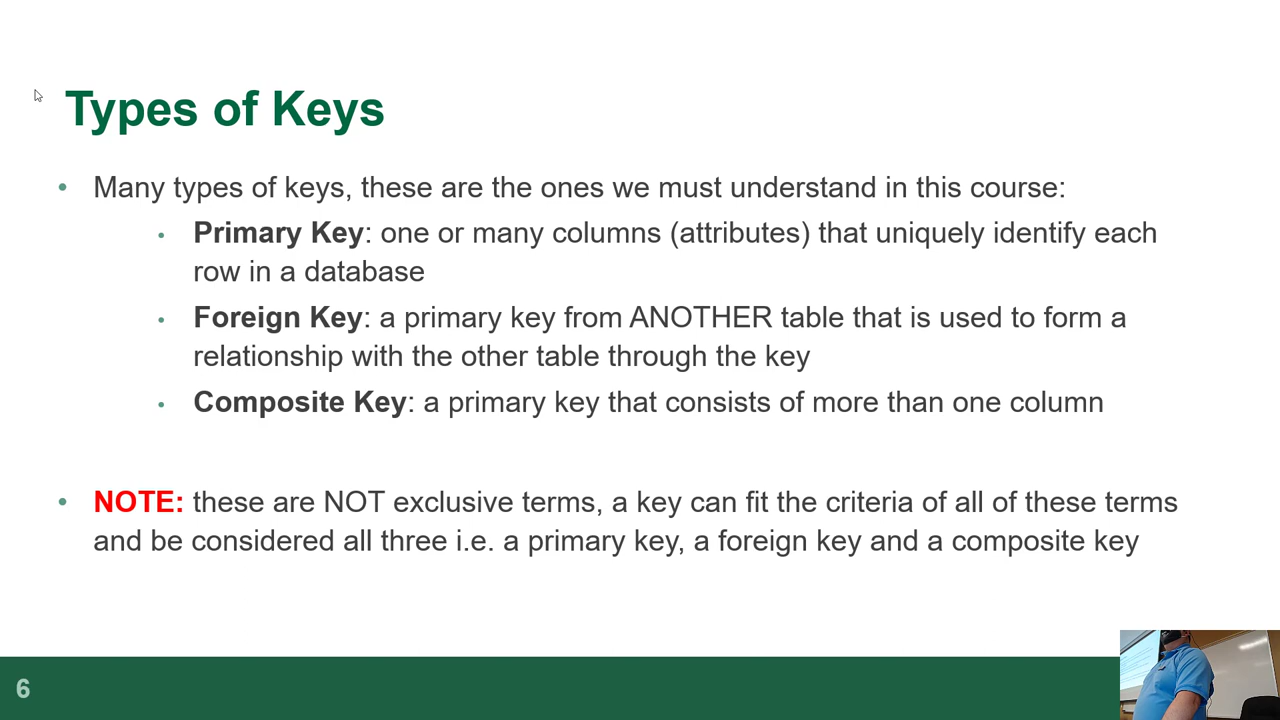 Types of Keys
• Many types of keys, these are the ones we must understand in this course:
• Primary Key: one or many columns (attributes) that uniquely identify each
row in a database
• Foreign Key: a primary key from ANOTHER table that is used to form a
relationship with the other table through the key
• Composite Key: a primary key that consists of more than one column
• NOTE: these are NOT exclusive terms, a key can fit the criteria of all of these terms
and be considered all three i.e. a primary key, a foreign key and a composite key
6